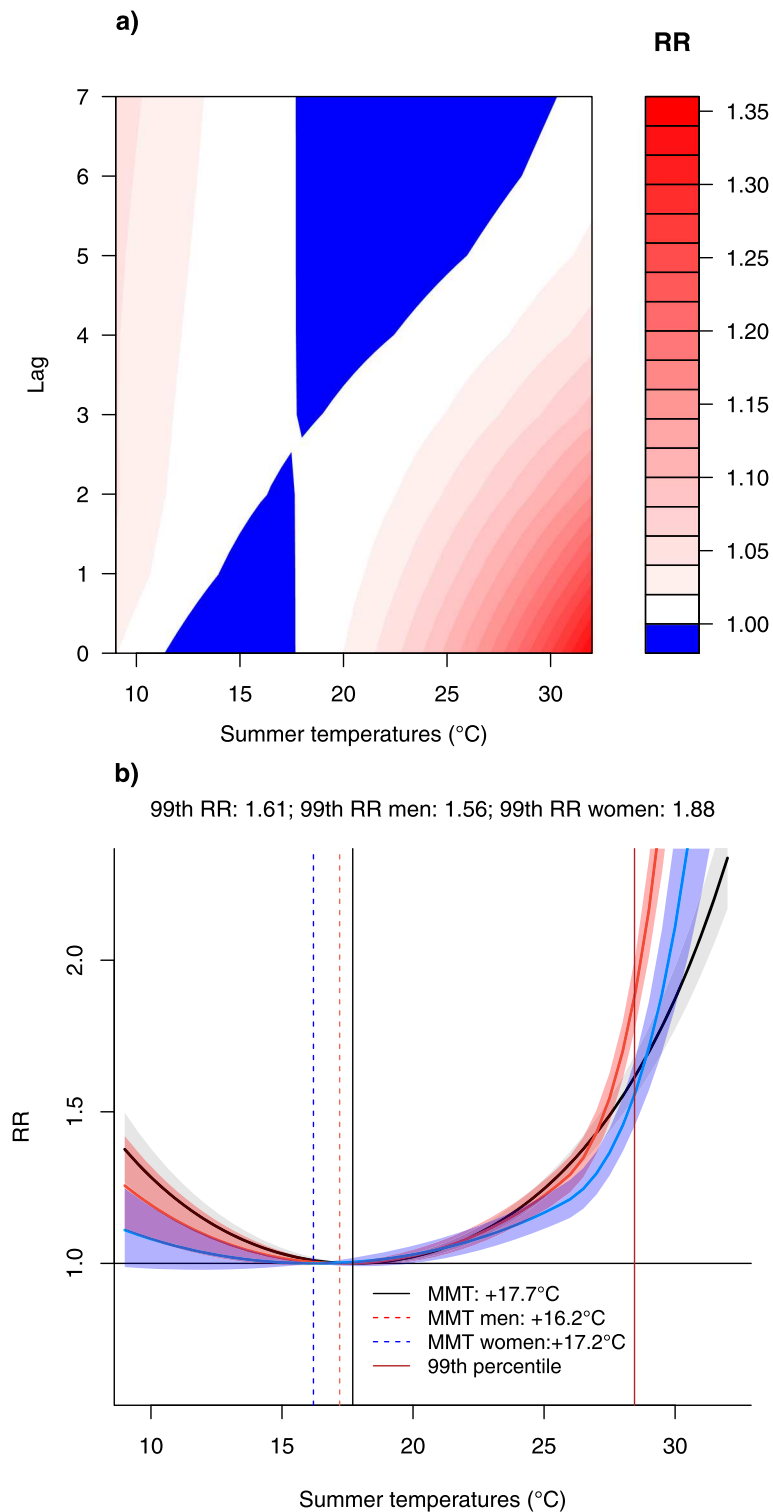 a)
RR
7
6
5
4
3
2
1
0
Lag
10 15 20 25 30
Summer temperatures (°C)
1.35
1.30
1.25
1.20
1.15
1.10
1.05
1.00
b)
99th RR: 1.61; 99th RR men: 1.56; 99th RR women: 1.88
2.0
1.5
1.0
RR
MMT: +17.7°C
MMT men: +16.2°C
MMT women:+17.2°C
99th percentile
10 15 20 25 30
Summer temperatures (°C)